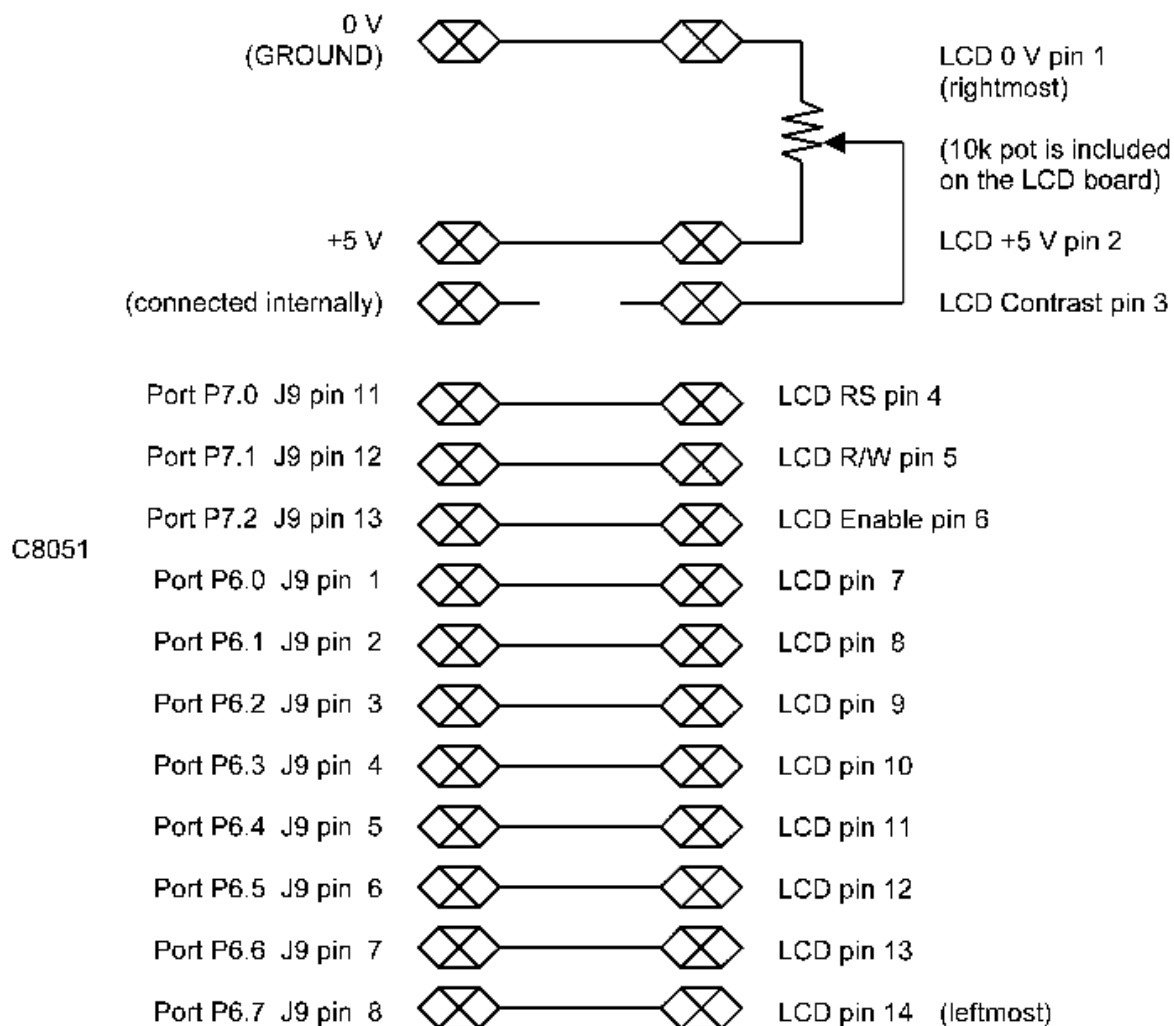 0 V
(GROUND)
LCD 0 V pin 1
(rightmost)
(10k pot is included
on the LCD board)
+5 V
LCD +5 V pin 2
(connected internally)
LCD Contrast pin 3
Port P7.0 J9 pin 11
LCD RS pin 4
Port P7.1 J9 pin 12
LCD R/W pin 5
Port P7.2 J9 pin 13
LCD Enable pin 6
C8051
Port P6.0 J9 pin 1
LCD pin 7
Port P6.1 J9 pin 2
LCD pin 8
Port P6.2 J9 pin 3
LCD pin 9
Port P6.3 J9 pin 4
LCD pin 10
Port P6.4 J9 pin 5
LCD pin 11
Port P6.5 J9 pin 6
LCD pin 12
Port P6.6 J9 pin 7
LCD pin 13
Port P6.7 J9 pin 8
LCD pin 14 (leftmost)